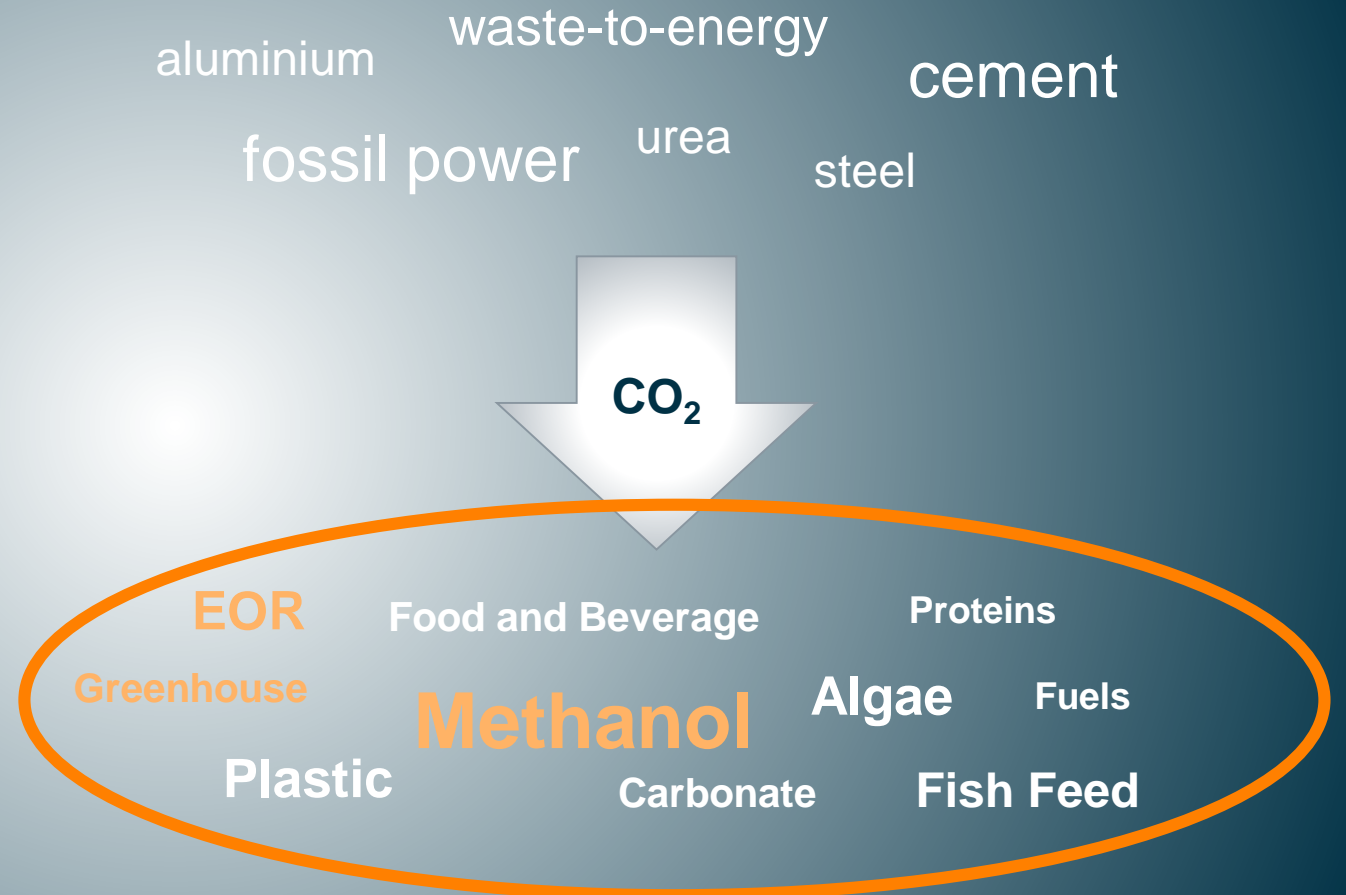 waste-to-energy
aluminium
cement
fossil power
urea
steel
CO₂
EOR
Food and Beverage
Proteins
Greenhouse
Methanol
Algae
Fuels
Plastic
Carbonate
Fish Feed